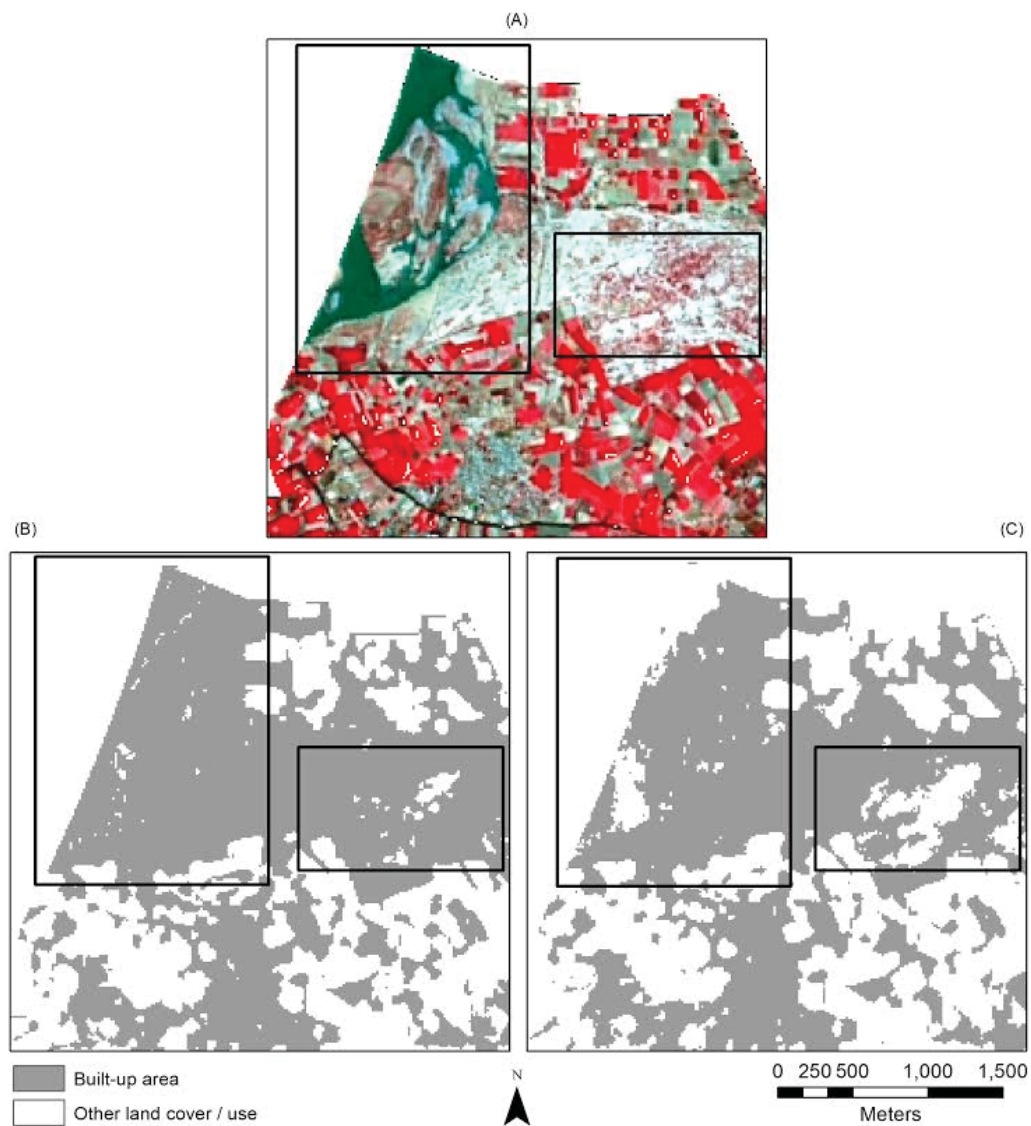 (A)
(B)
(C)
Built-up area
Other land cover / use
N
0 250 500 1,000 1,500
Meters